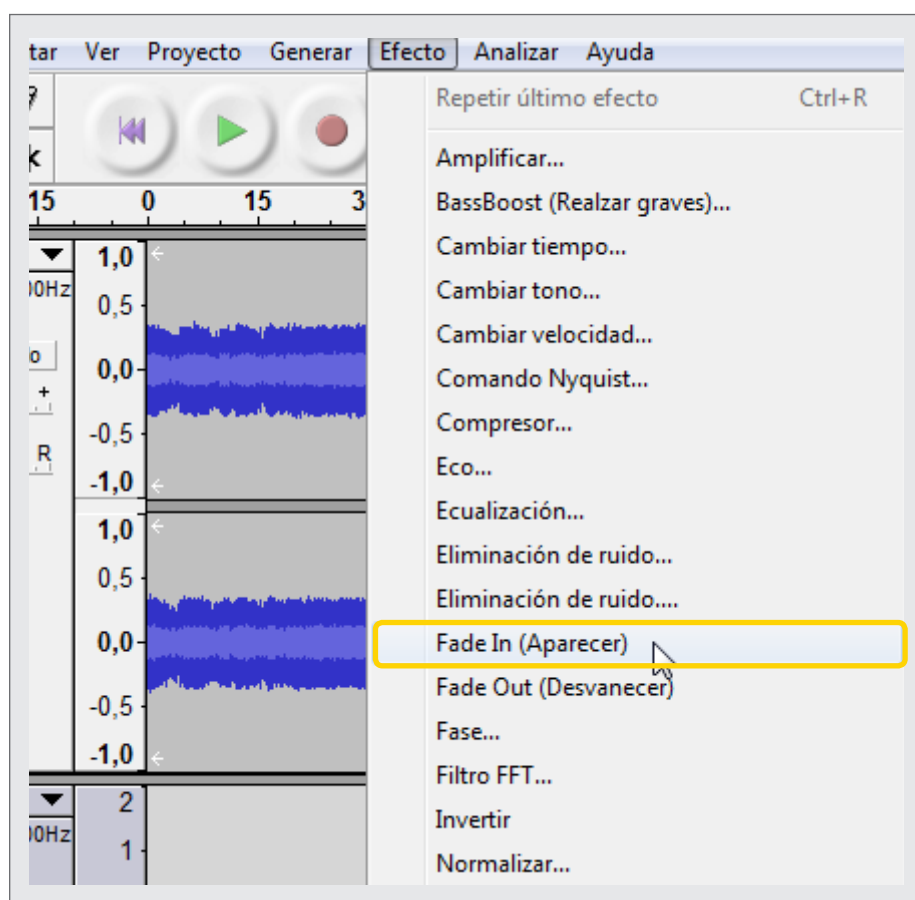 tar Ver Proyecto Generar Efecto Analizar Ayuda
Repetir último efecto Ctrl+R
Amplificar...
BassBoost (Realzar graves)...
Cambiar tiempo...
Cambiar tono...
Cambiar velocidad...
Comando Nyquist...
Compresor...
Eco...
Ecualización...
Eliminación de ruido...
Eliminación de ruido....
Fade In (Aparecer)
Fade Out (Desvanecer)
Fase...
Filtro FFT...
Invertir
Normalizar...
15 0 15 3
1,0
00Hz
0,5
o
0,0
+
-0,5
R
-1,0
1,0
0,5
0,0
-0,5
-1,0
2
00Hz
1